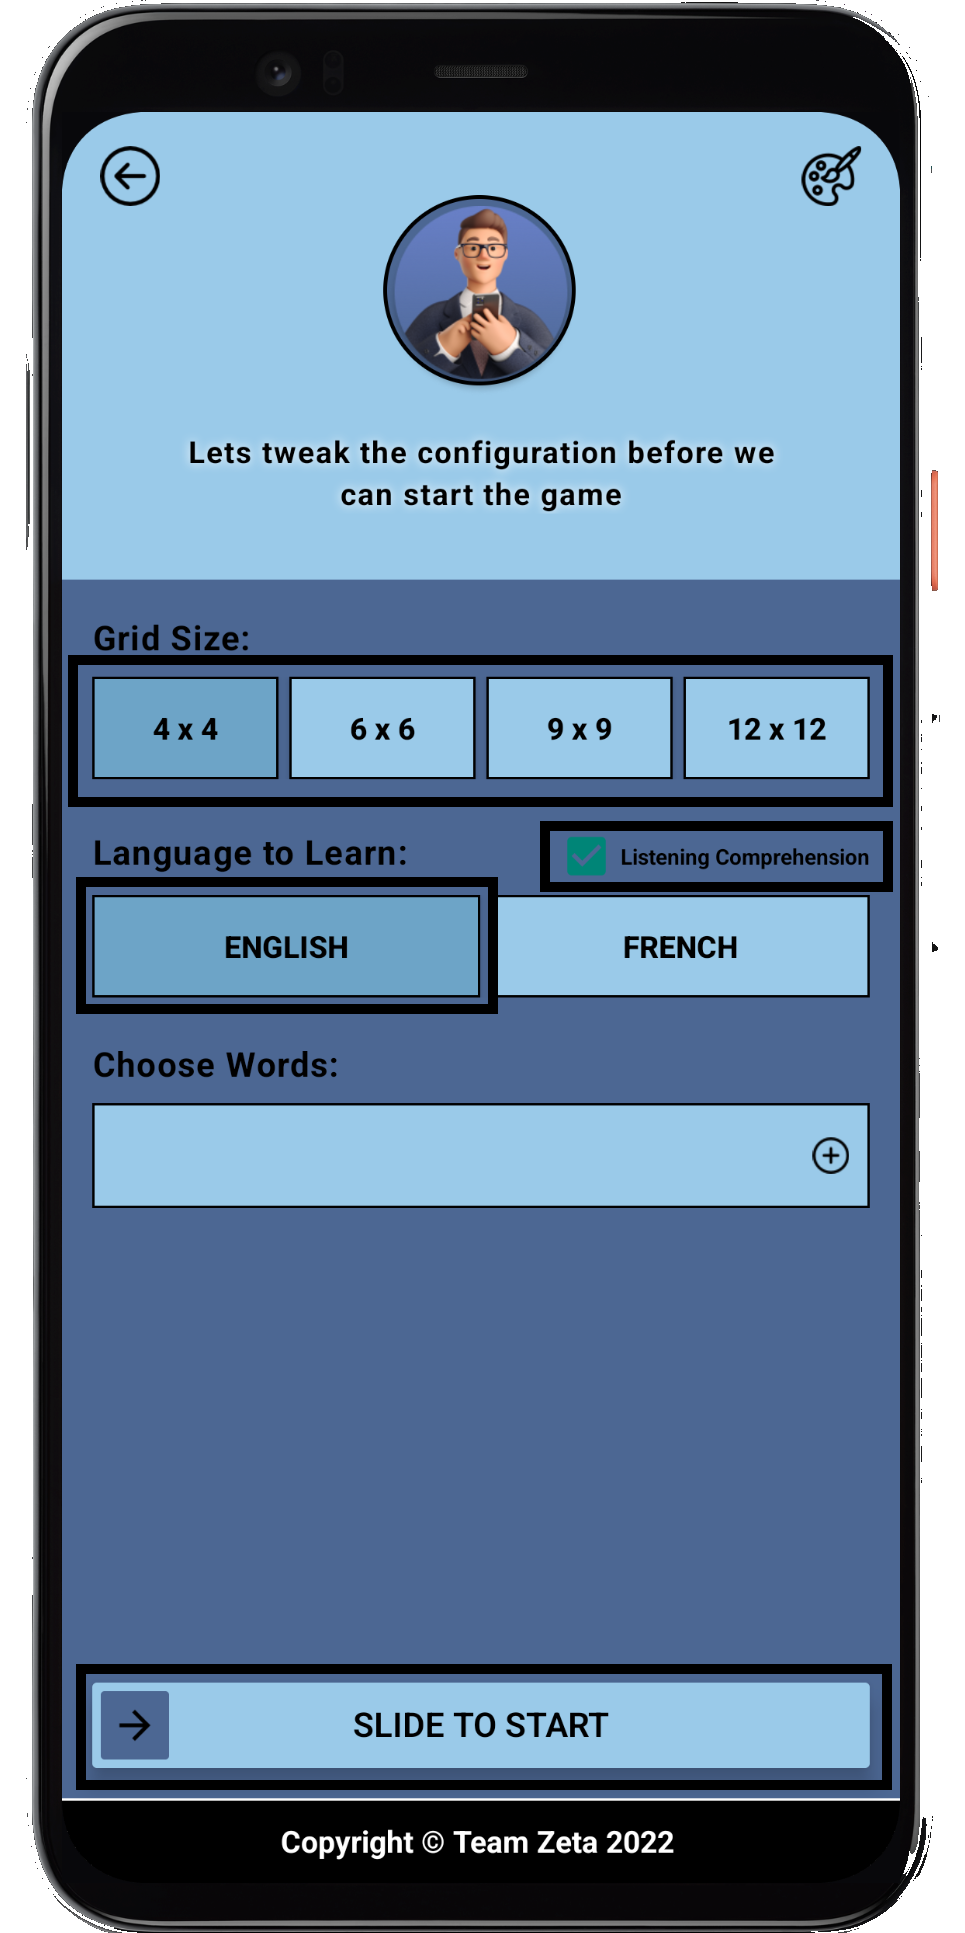 Lets tweak the configuration before we
can start the game
Grid Size:
4 x 4 6 x 6 9 x 9 12 x 12
Language to Learn: Listening Comprehension
ENGLISH FRENCH
Choose Words:
SLIDE TO START
Copyright © Team Zeta 2022